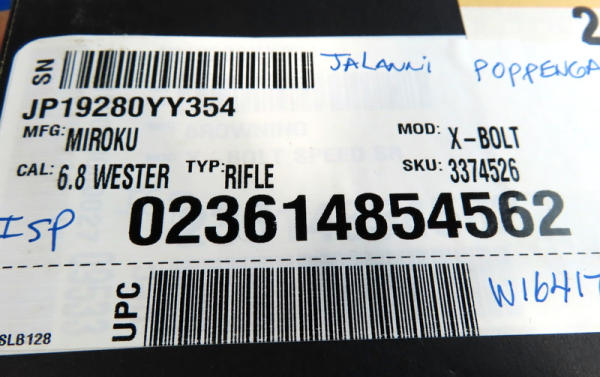 2
SN
JALANNI POPPENGA
JP19280YY354
MFG: MIROKU MOD: X-BOLT
CAL: 6.8 WESTER TYP: RIFLE SKU: 3374526
ISP 023614854562
UPC W16417
SLB128